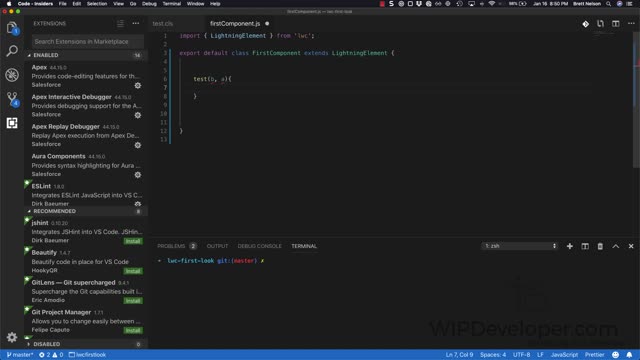 Code - Insiders File Edit Selection View Go Debug Terminal Window Help
Jan 16 8:50 PM Brett Nelson
firstComponent.js — lwc-first-look
EXTENSIONS
test.cls firstComponent.js
Search Extensions in Marketplace
ENABLED 14
Apex 44.15.0
Provides code-editing features for the
Salesforce
Apex Interactive Debugger 44.15.0
Provides debugging support for the A
Salesforce
Apex Replay Debugger 44.15.0
Replay Apex execution from Apex De
Salesforce
Aura Components 44.15.0
Provides syntax highlighting for Aura
Salesforce
ESLint 1.8.0
Integrates ESLint JavaScript into VS C
Dirk Baeumer
RECOMMENDED 8
jshint 0.10.20
Integrates JSHint into VS Code. JSHin
Dirk Baeumer Install
Beautify 1.4.7
Beautify code in place for VS Code
HookyQR Install
GitLens — Git supercharged 9.4.1
Supercharge the Git capabilities built i
Eric Amodio Install
Git Project Manager 1.7.1
Allows you to change easily between
Felipe Caputo Install
DISABLED 0
1 import { LightningElement } from 'lwc';
2
3 export default class FirstComponent extends LightningElement {
4
5
6 test(b, a){
7
8 }
9
10
11
12 }
13
PROBLEMS 2 OUTPUT DEBUG CONSOLE TERMINAL 1: zsh
lwc-first-look git:(master) ✗
WIPDeveloper.com
master* 2 0 lwcfirstlook Ln 7, Col 9 Spaces: 4 UTF-8 LF JavaScript Prettier